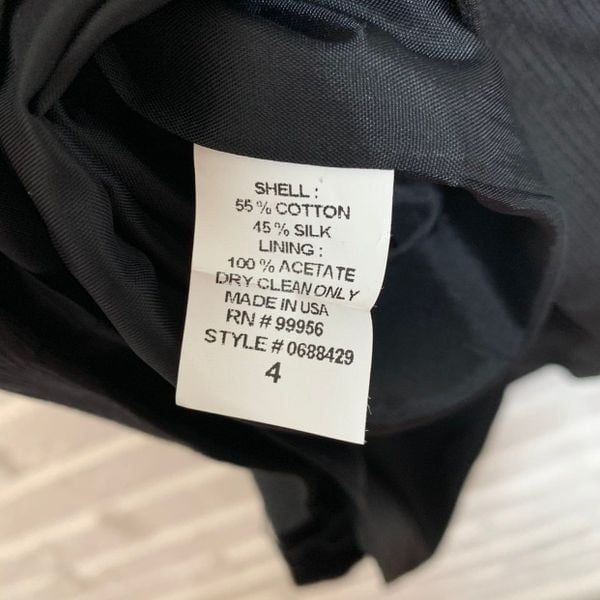 SHELL :
55 % COTTON
45 % SILK
LINING :
100 % ACETATE
DRY CLEAN ONLY
MADE IN USA
RN # 99956
STYLE # 0688429
4